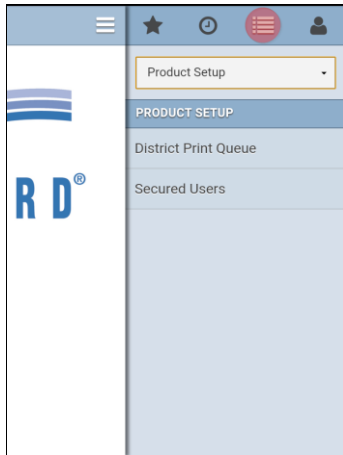 Product Setup
PRODUCT SETUP
District Print Queue
Secured Users
R D®